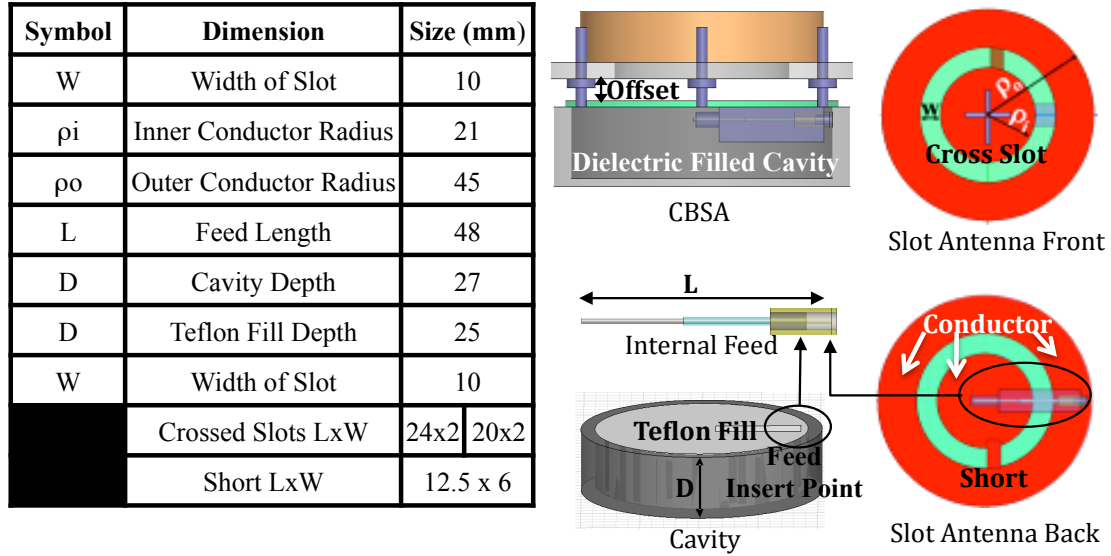 Symbol Dimension Size (mm)
W Width of Slot 10
ρi Inner Conductor Radius 21
ρo Outer Conductor Radius 45
L Feed Length 48
D Cavity Depth 27
D Teflon Fill Depth 25
W Width of Slot 10
Crossed Slots LxW 24x2 20x2
Short LxW 12.5 x 6
Offset
Dielectric Filled Cavity
CBSA
ρo
ρi
W
Cross Slot
Slot Antenna Front
L
Internal Feed
Teflon Fill
Feed
Insert Point
D
Cavity
Conductor
Short
Slot Antenna Back